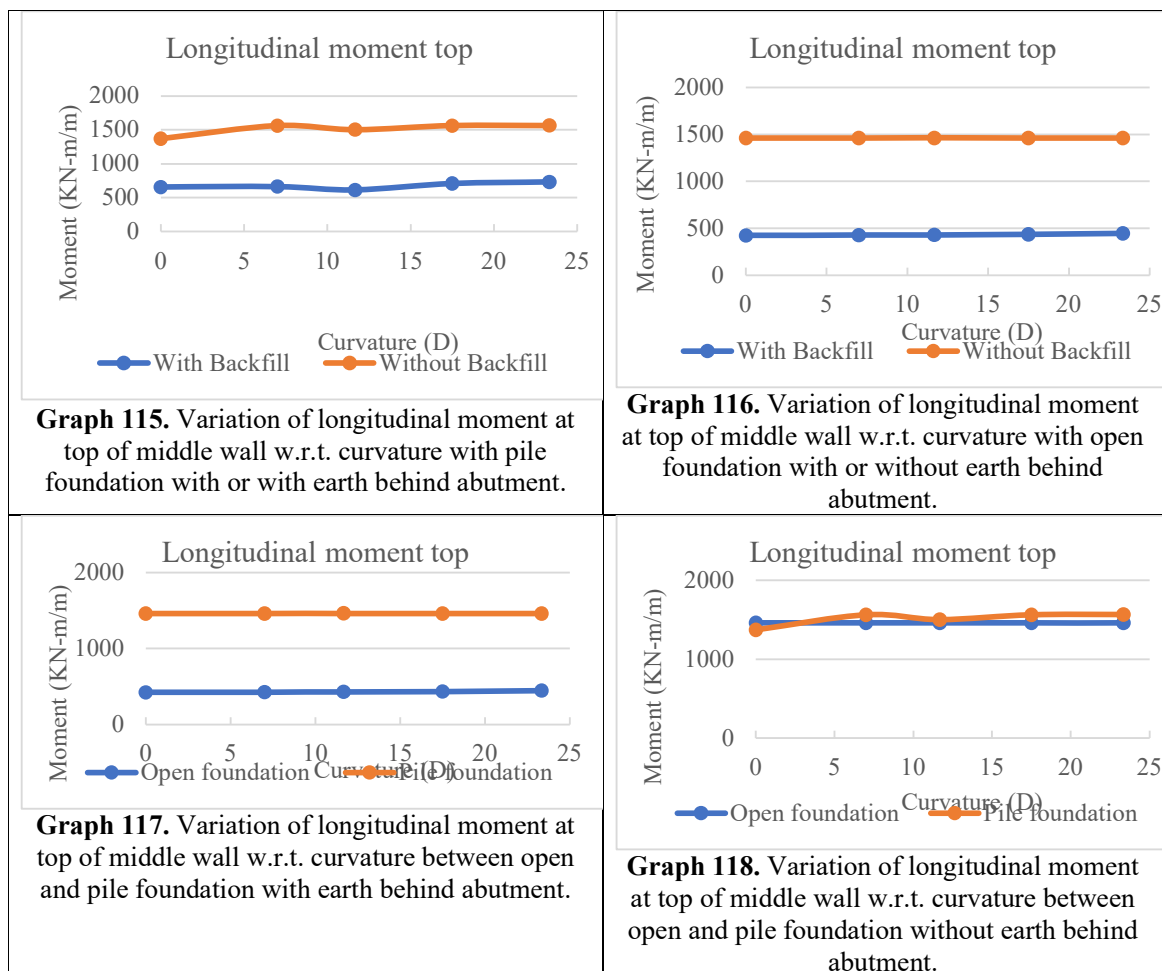 Longitudinal moment top
Moment (KN-m/m)
2000
1500
1000
500
0
0 5 10 15 20 25
Curvature (D)
With Backfill Without Backfill
Graph 115. Variation of longitudinal moment at
top of middle wall w.r.t. curvature with pile
foundation with or with earth behind abutment.
Longitudinal moment top
Moment (KN-m/m)
2000
1500
1000
500
0
0 5 10 15 20 25
Curvature (D)
With Backfill Without Backfill
Graph 116. Variation of longitudinal moment
at top of middle wall w.r.t. curvature with open
foundation with or without earth behind
abutment.
Longitudinal moment top
Moment (KN-m/m)
2000
1000
0
0 5 10 15 20 25
Curvature (D)
Open foundation Pile foundation
Graph 117. Variation of longitudinal moment at
top of middle wall w.r.t. curvature between open
and pile foundation with earth behind abutment.
Longitudinal moment top
Moment (KN-m/m)
2000
1000
0
0 5 10 15 20 25
Curvature (D)
Open foundation Pile foundation
Graph 118. Variation of longitudinal moment
at top of middle wall w.r.t. curvature between
open and pile foundation without earth behind
abutment.